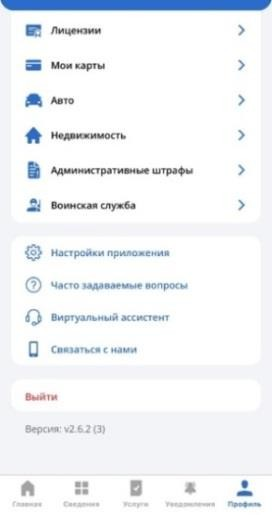 Лицензии
Мои карты
Авто
Недвижимость
Административные штрафы
Воинская служба
Настройки приложения
Часто задаваемые вопросы
Виртуальный ассистент
Связаться с нами
Выйти
Версия: v2.6.2 (3)
Главная Сведения Услуги Уведомления Профиль